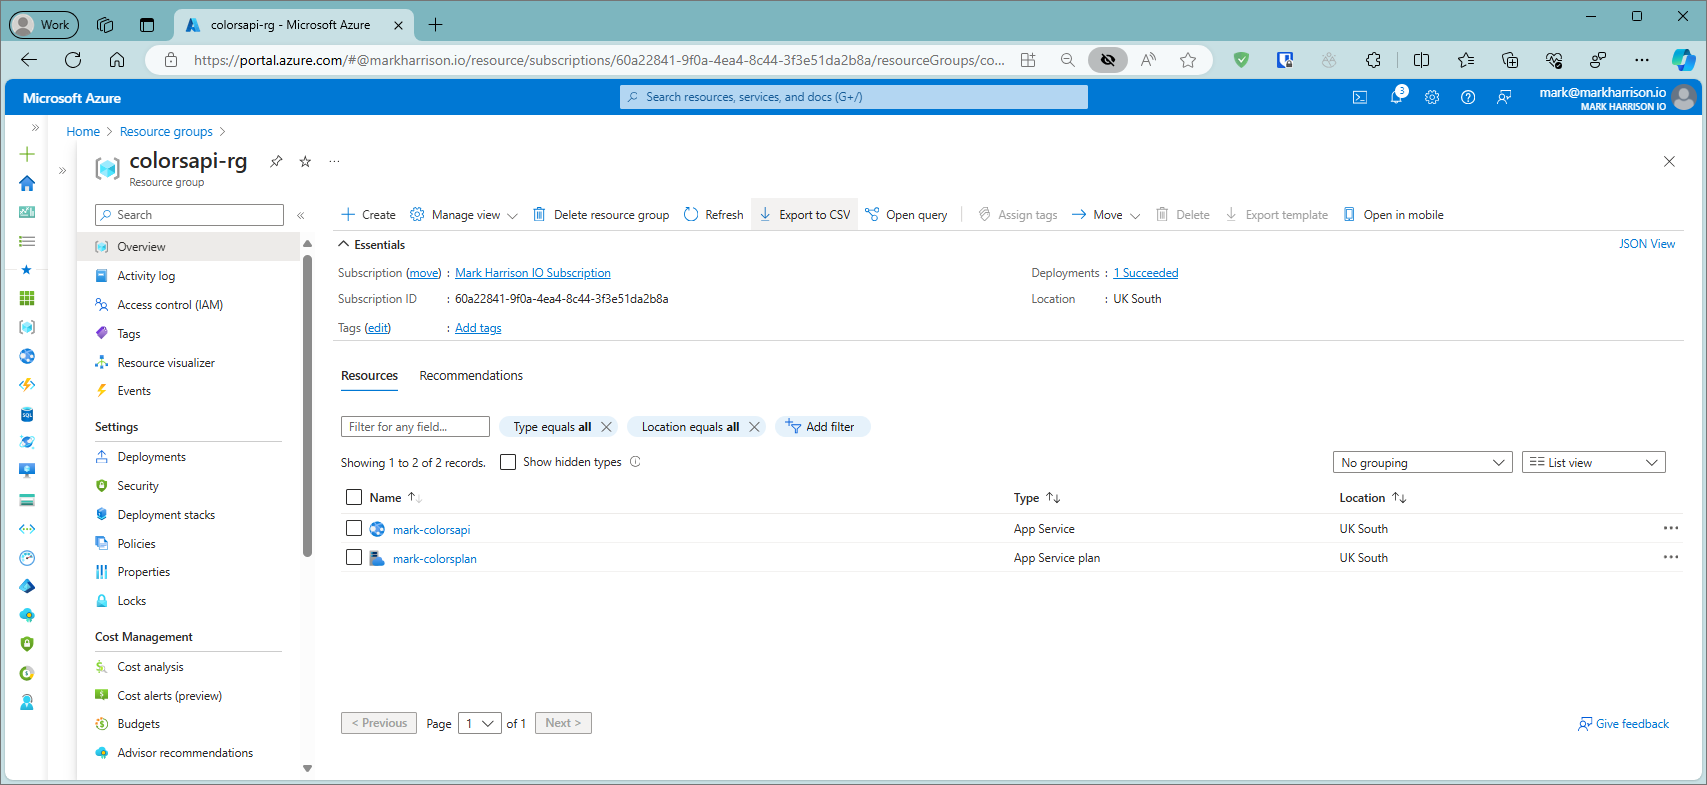 Work
colorsapi-rg - Microsoft Azure
https://portal.azure.com/#@markharrison.io/resource/subscriptions/60a22841-9f0a-4ea4-8c44-3f3e51da2b8a/resourceGroups/co...
Microsoft Azure
Search resources, services, and docs (G+/)
3
mark@markharrison.io
MARK HARRISON IO
Home > Resource groups >
colorsapi-rg
Resource group
Search
Create
Manage view
Delete resource group
Refresh
Export to CSV
Open query
Assign tags
Move
Delete
Export template
Open in mobile
Overview
Activity log
Access control (IAM)
Tags
Resource visualizer
Events
Settings
Deployments
Security
Deployment stacks
Policies
Properties
Locks
Cost Management
Cost analysis
Cost alerts (preview)
Budgets
Advisor recommendations
Essentials
JSON View
Subscription (move) : Mark Harrison IO Subscription
Deployments : 1 Succeeded
Subscription ID : 60a22841-9f0a-4ea4-8c44-3f3e51da2b8a
Location : UK South
Tags (edit) : Add tags
Resources
Recommendations
Filter for any field...
Type equals all
Location equals all
Add filter
Showing 1 to 2 of 2 records.
Show hidden types
No grouping
List view
Name
Type
Location
mark-colorsapi
App Service
UK South
mark-colorsplan
App Service plan
UK South
< Previous
Page 1 of 1
Next >
Give feedback